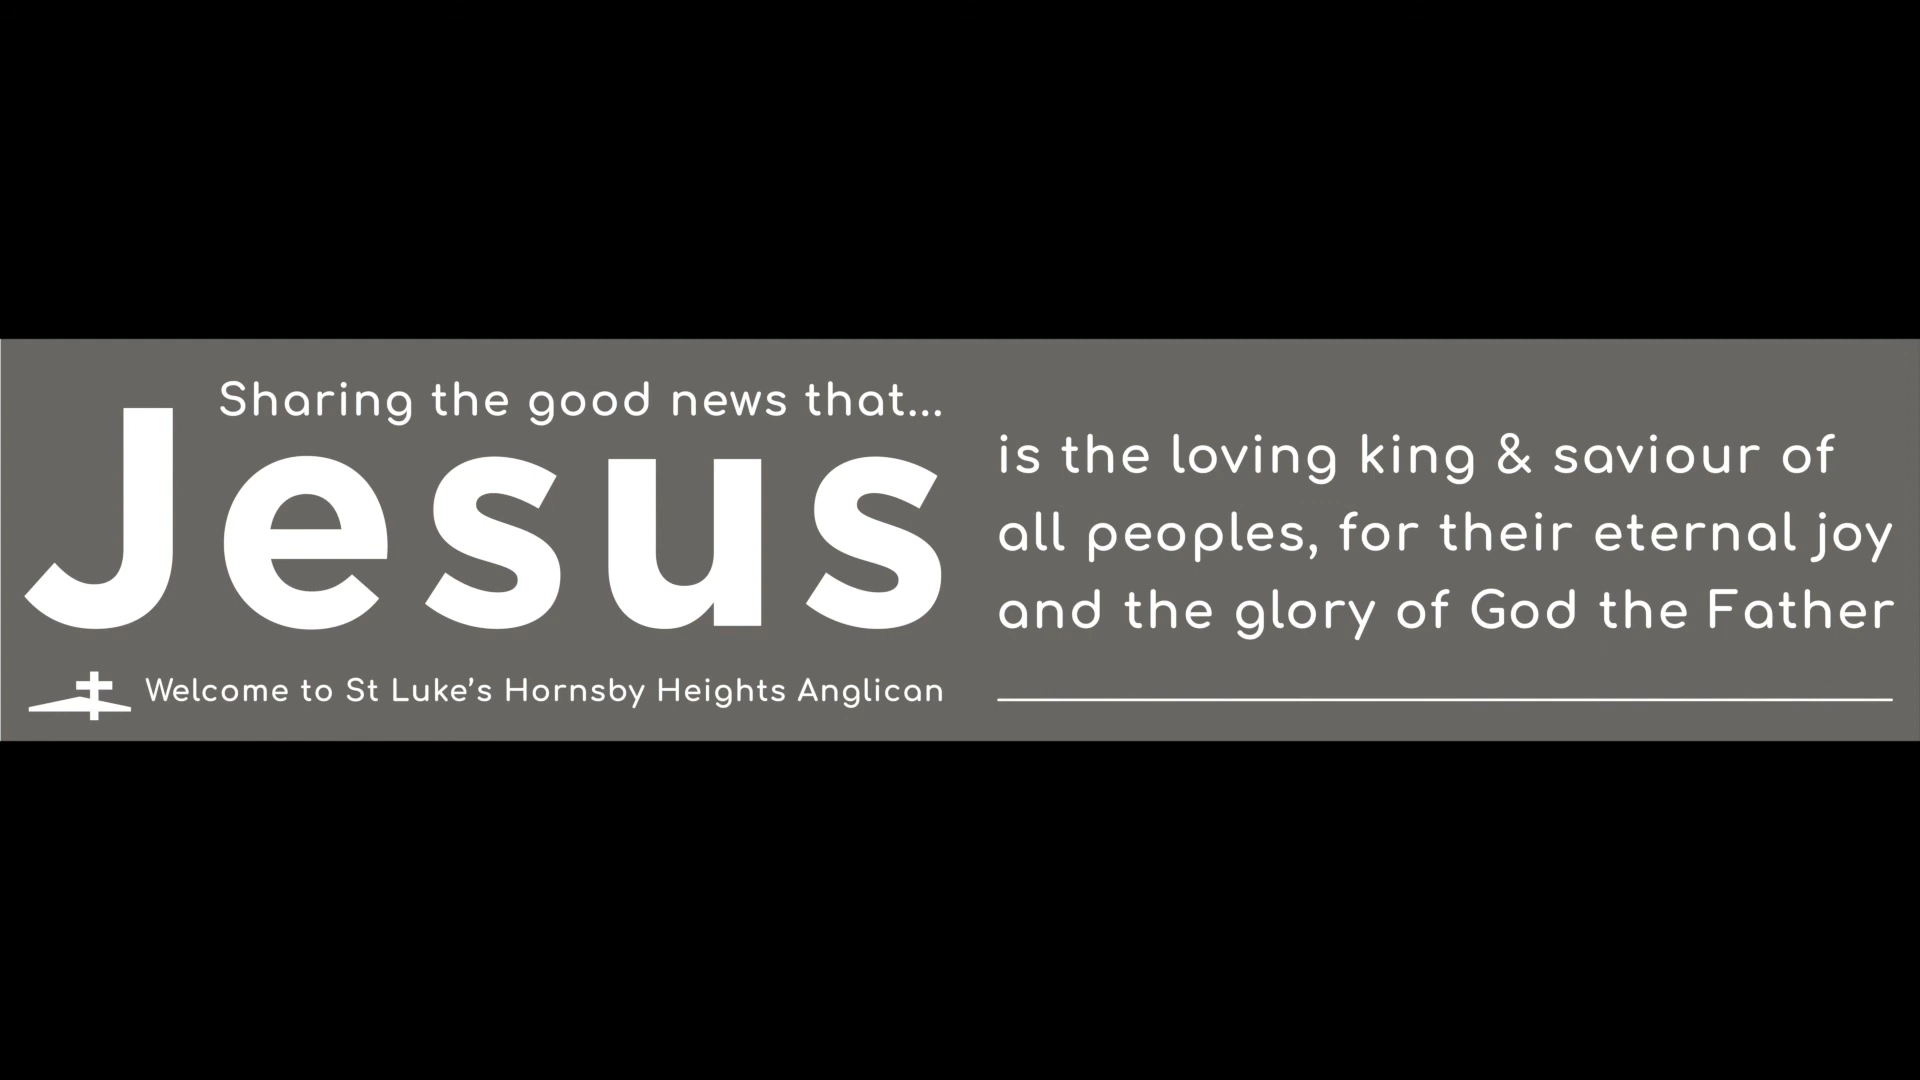 Sharing the good news that...
Jesus
is the loving king & saviour of
all peoples, for their eternal joy
and the glory of God the Father
Welcome to St Luke’s Hornsby Heights Anglican